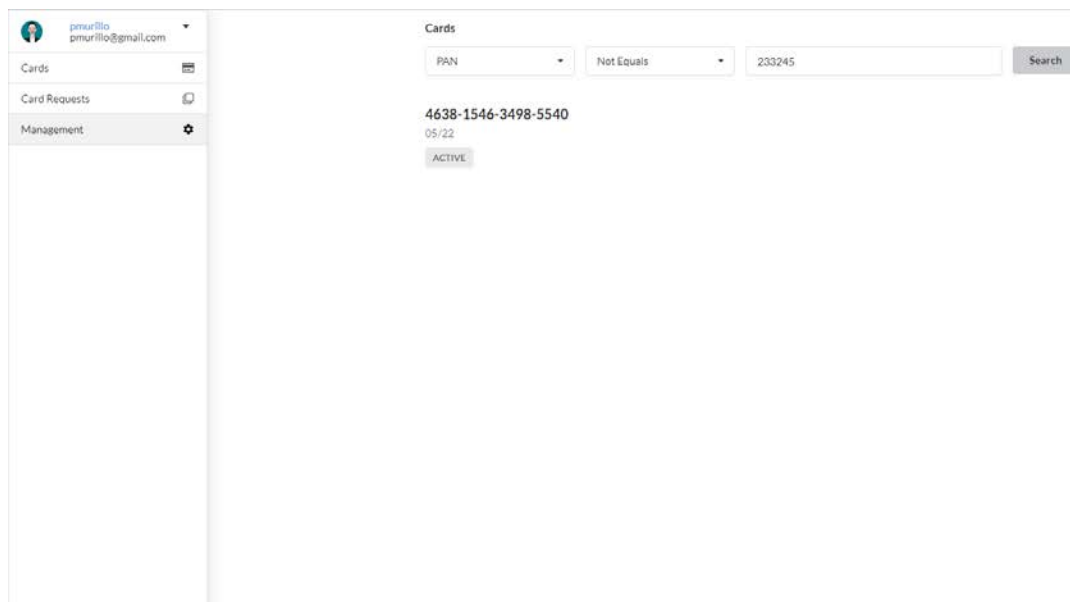 pmurillo
pmurillo@gmail.com
Cards
Card Requests
Management
Cards
PAN Not Equals 233245 Search
4638-1546-3498-5540
05/22
ACTIVE